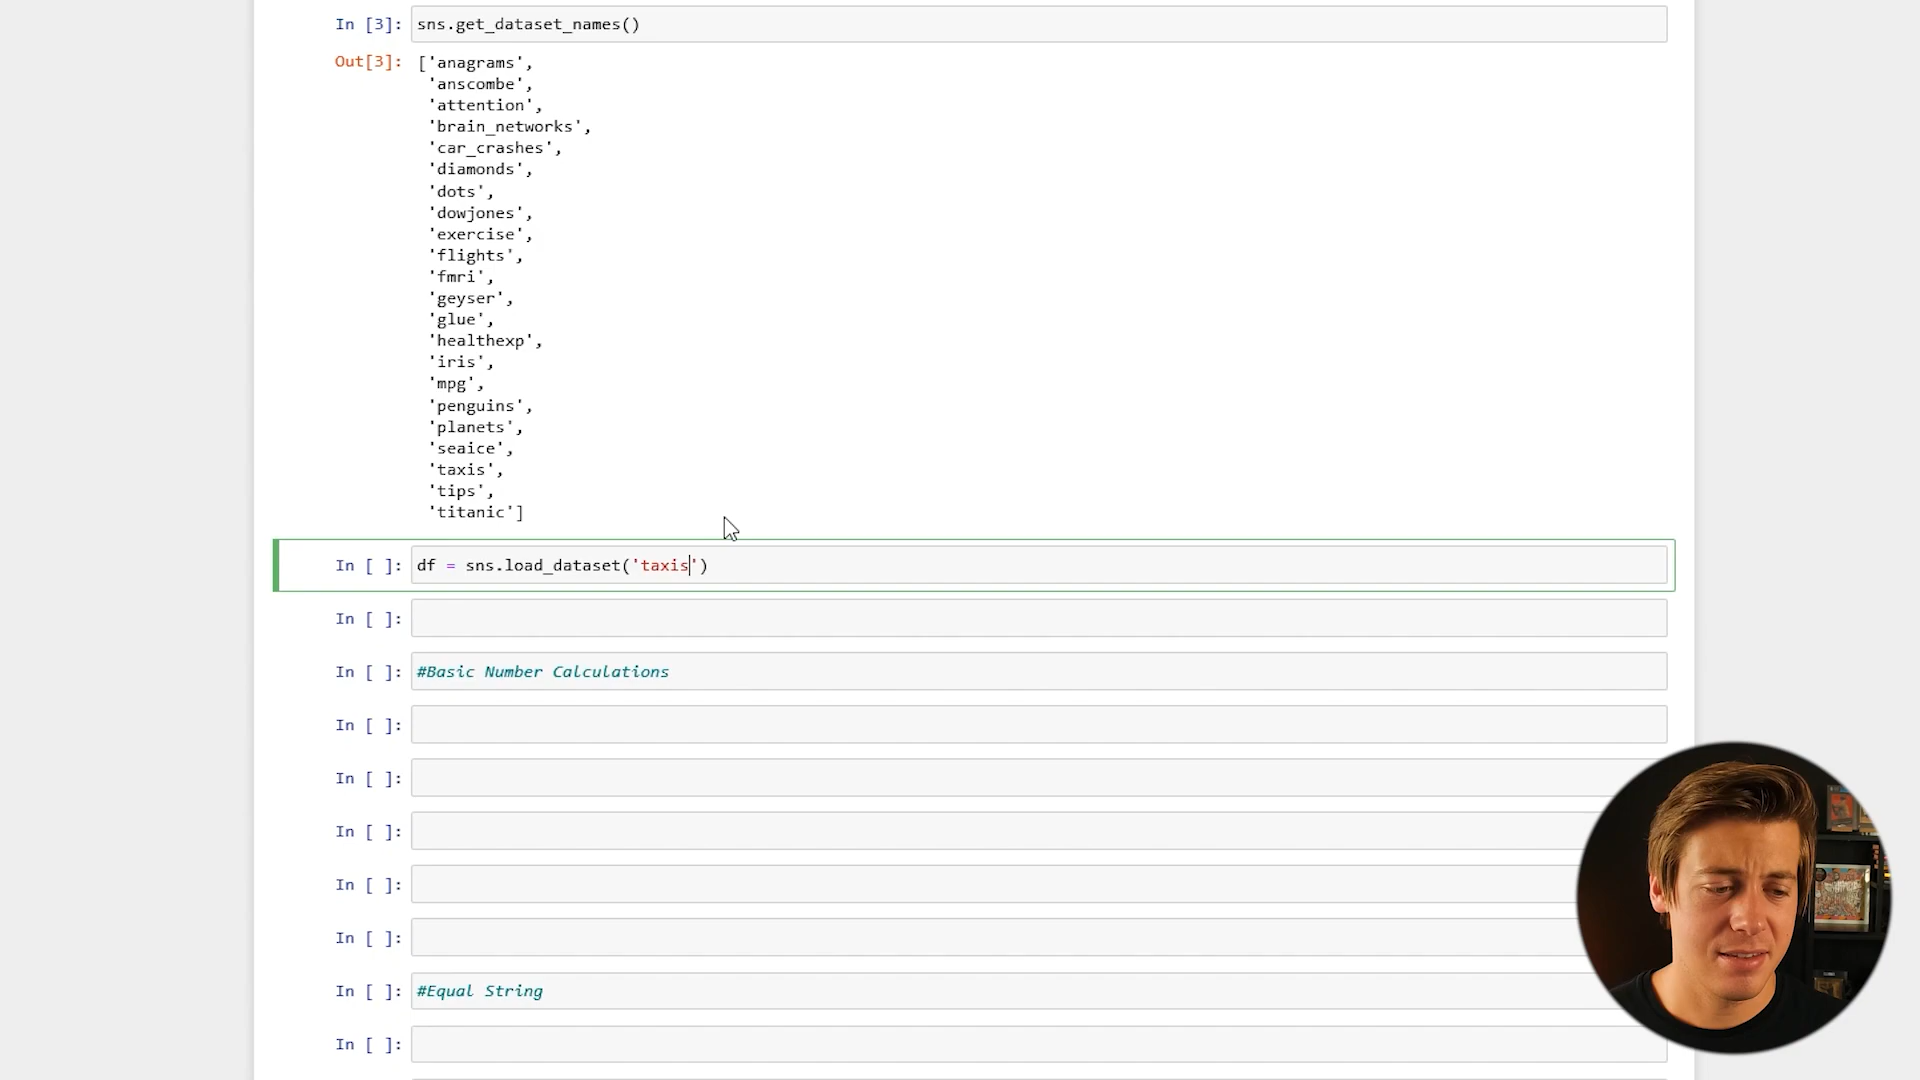 In [3]: sns.get_dataset_names()
Out[3]: ['anagrams',
'anscombe',
'attention',
'brain_networks',
'car_crashes',
'diamonds',
'dots',
'dowjones',
'exercise',
'flights',
'fmri',
'geyser',
'glue',
'healthexp',
'iris',
'mpg',
'penguins',
'planets',
'seaice',
'taxis',
'tips',
'titanic']
In [ ]: df = sns.load_dataset('taxis')
In [ ]:
In [ ]: #Basic Number Calculations
In [ ]:
In [ ]:
In [ ]:
In [ ]:
In [ ]:
In [ ]: #Equal String
In [ ]: